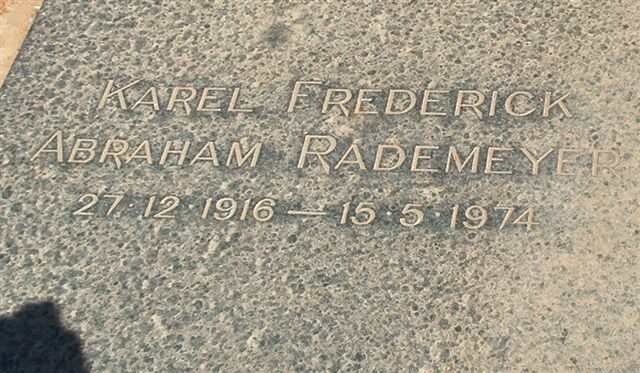 Karel Frederick
Abraham Rademeyer
27·12·1916 — 15·5·1974